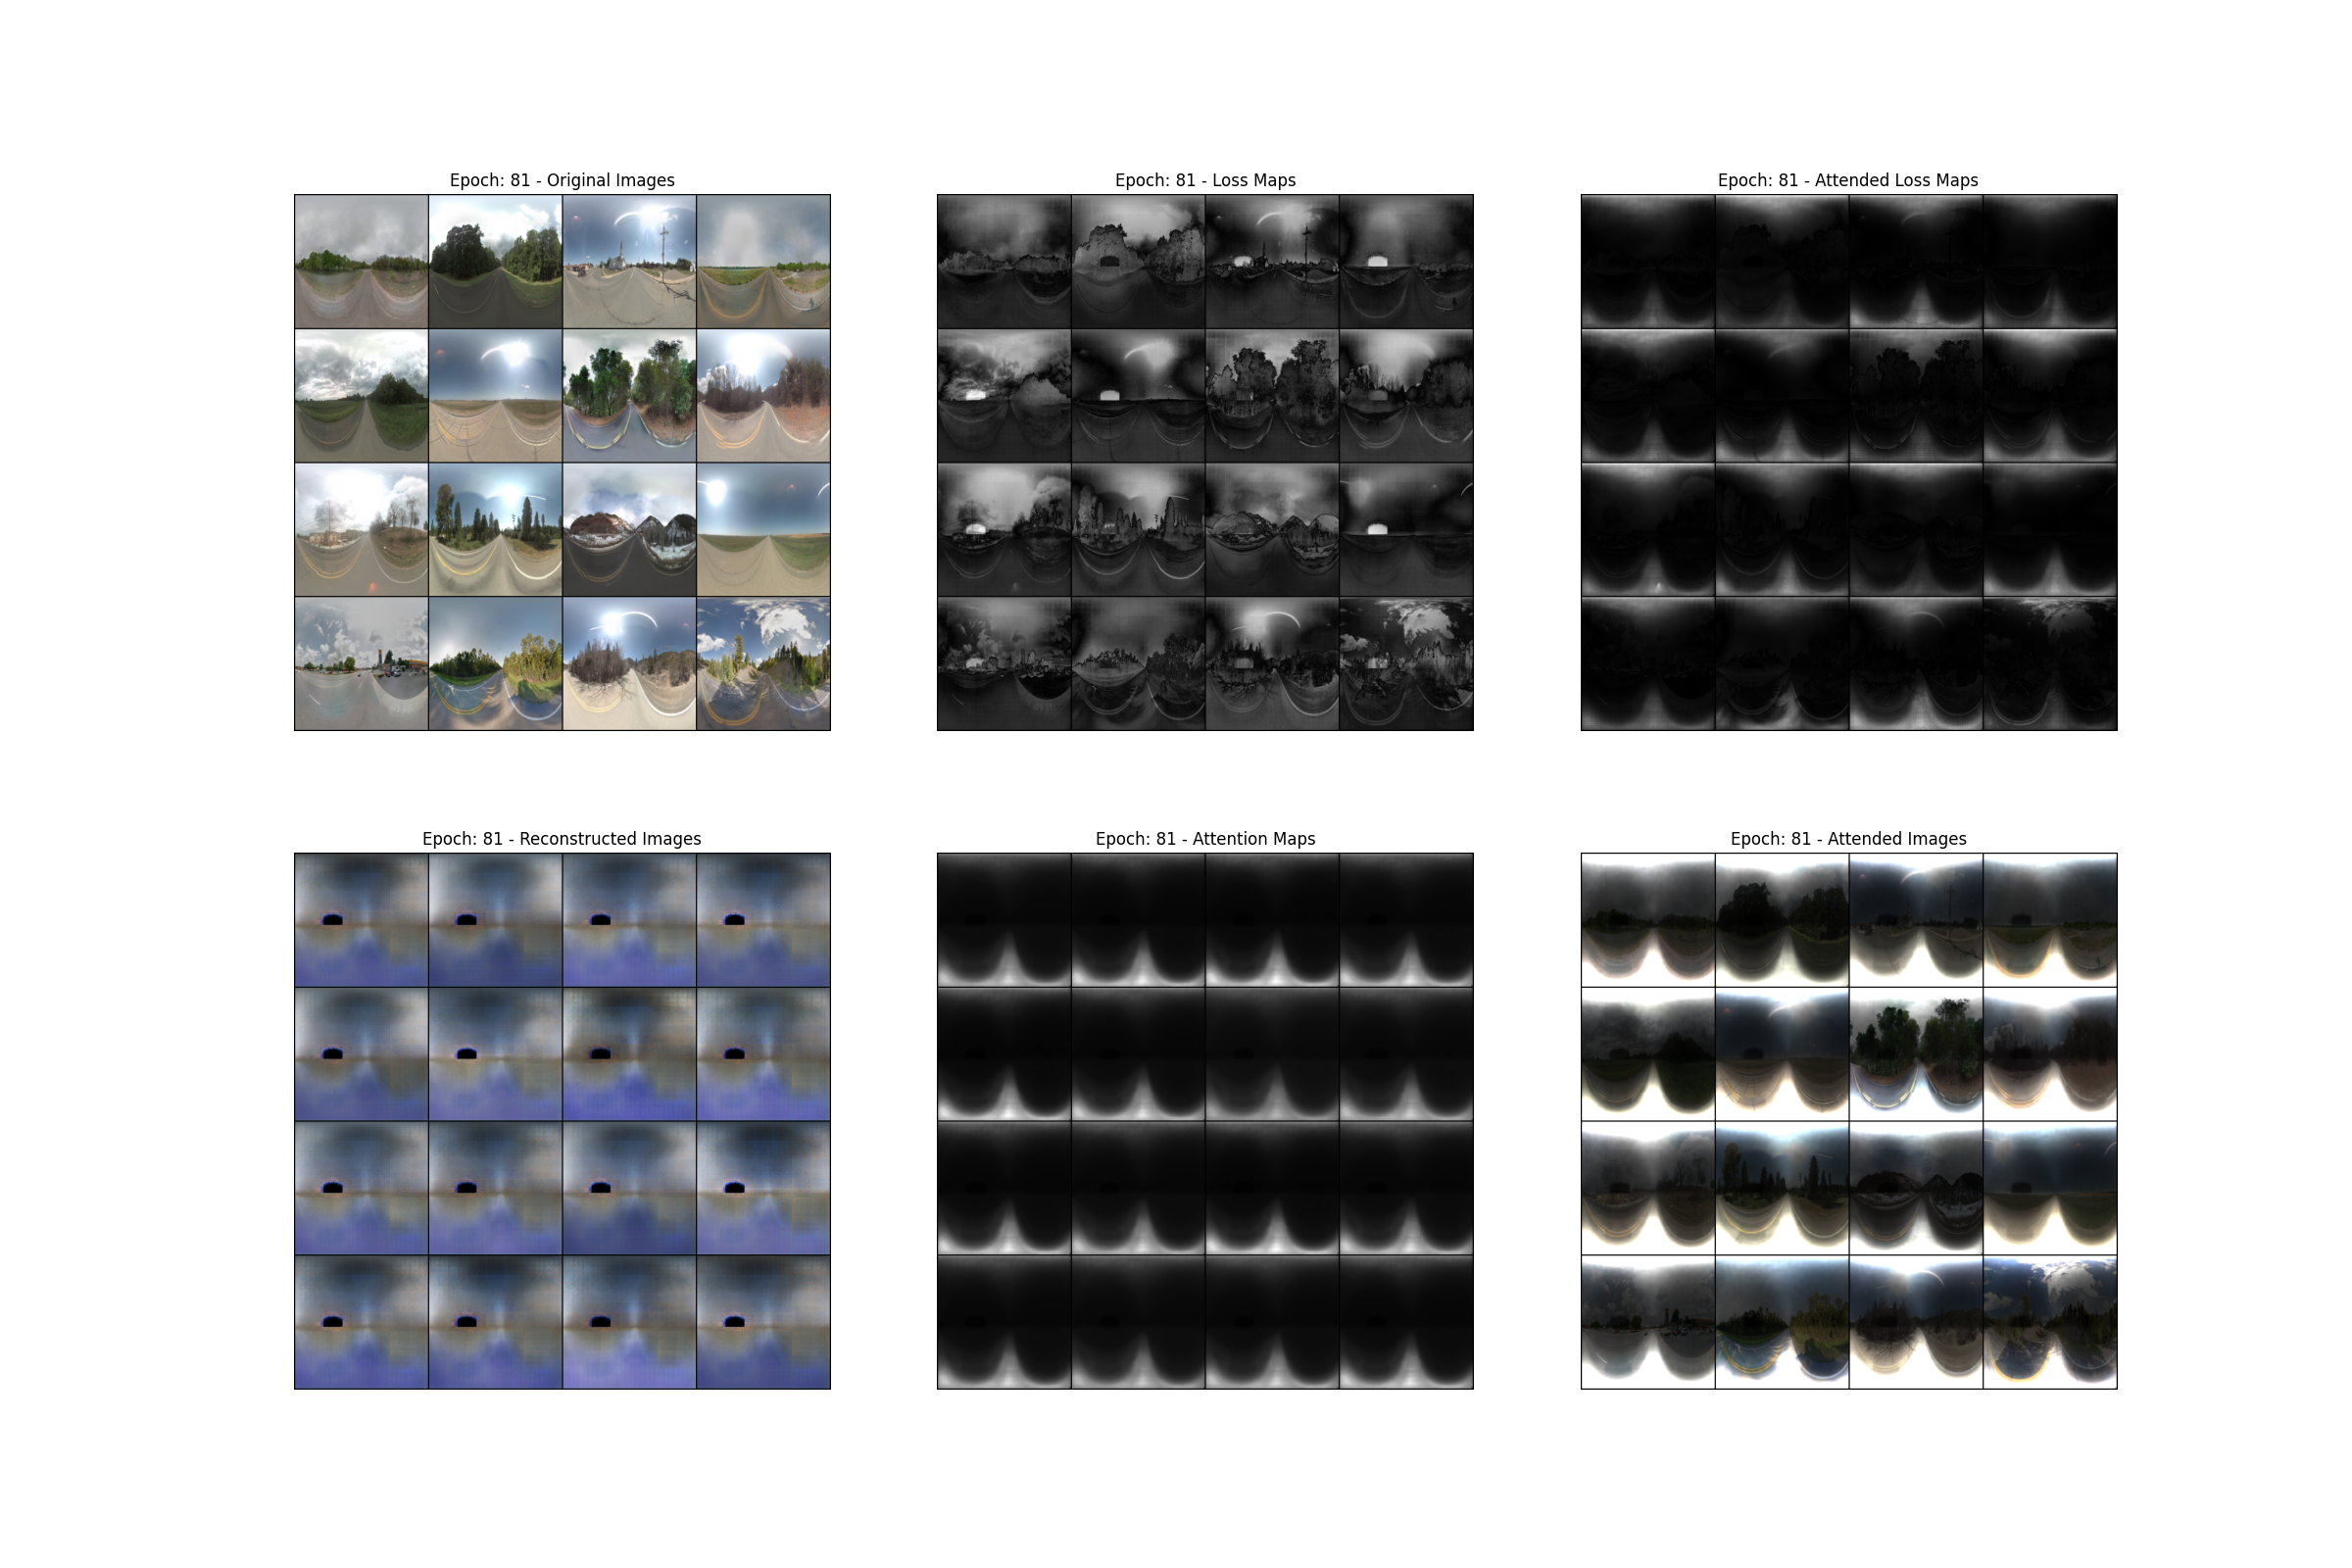 Epoch: 81 - Original Images
Epoch: 81 - Loss Maps
Epoch: 81 - Attended Loss Maps
Epoch: 81 - Reconstructed Images
Epoch: 81 - Attention Maps
Epoch: 81 - Attended Images